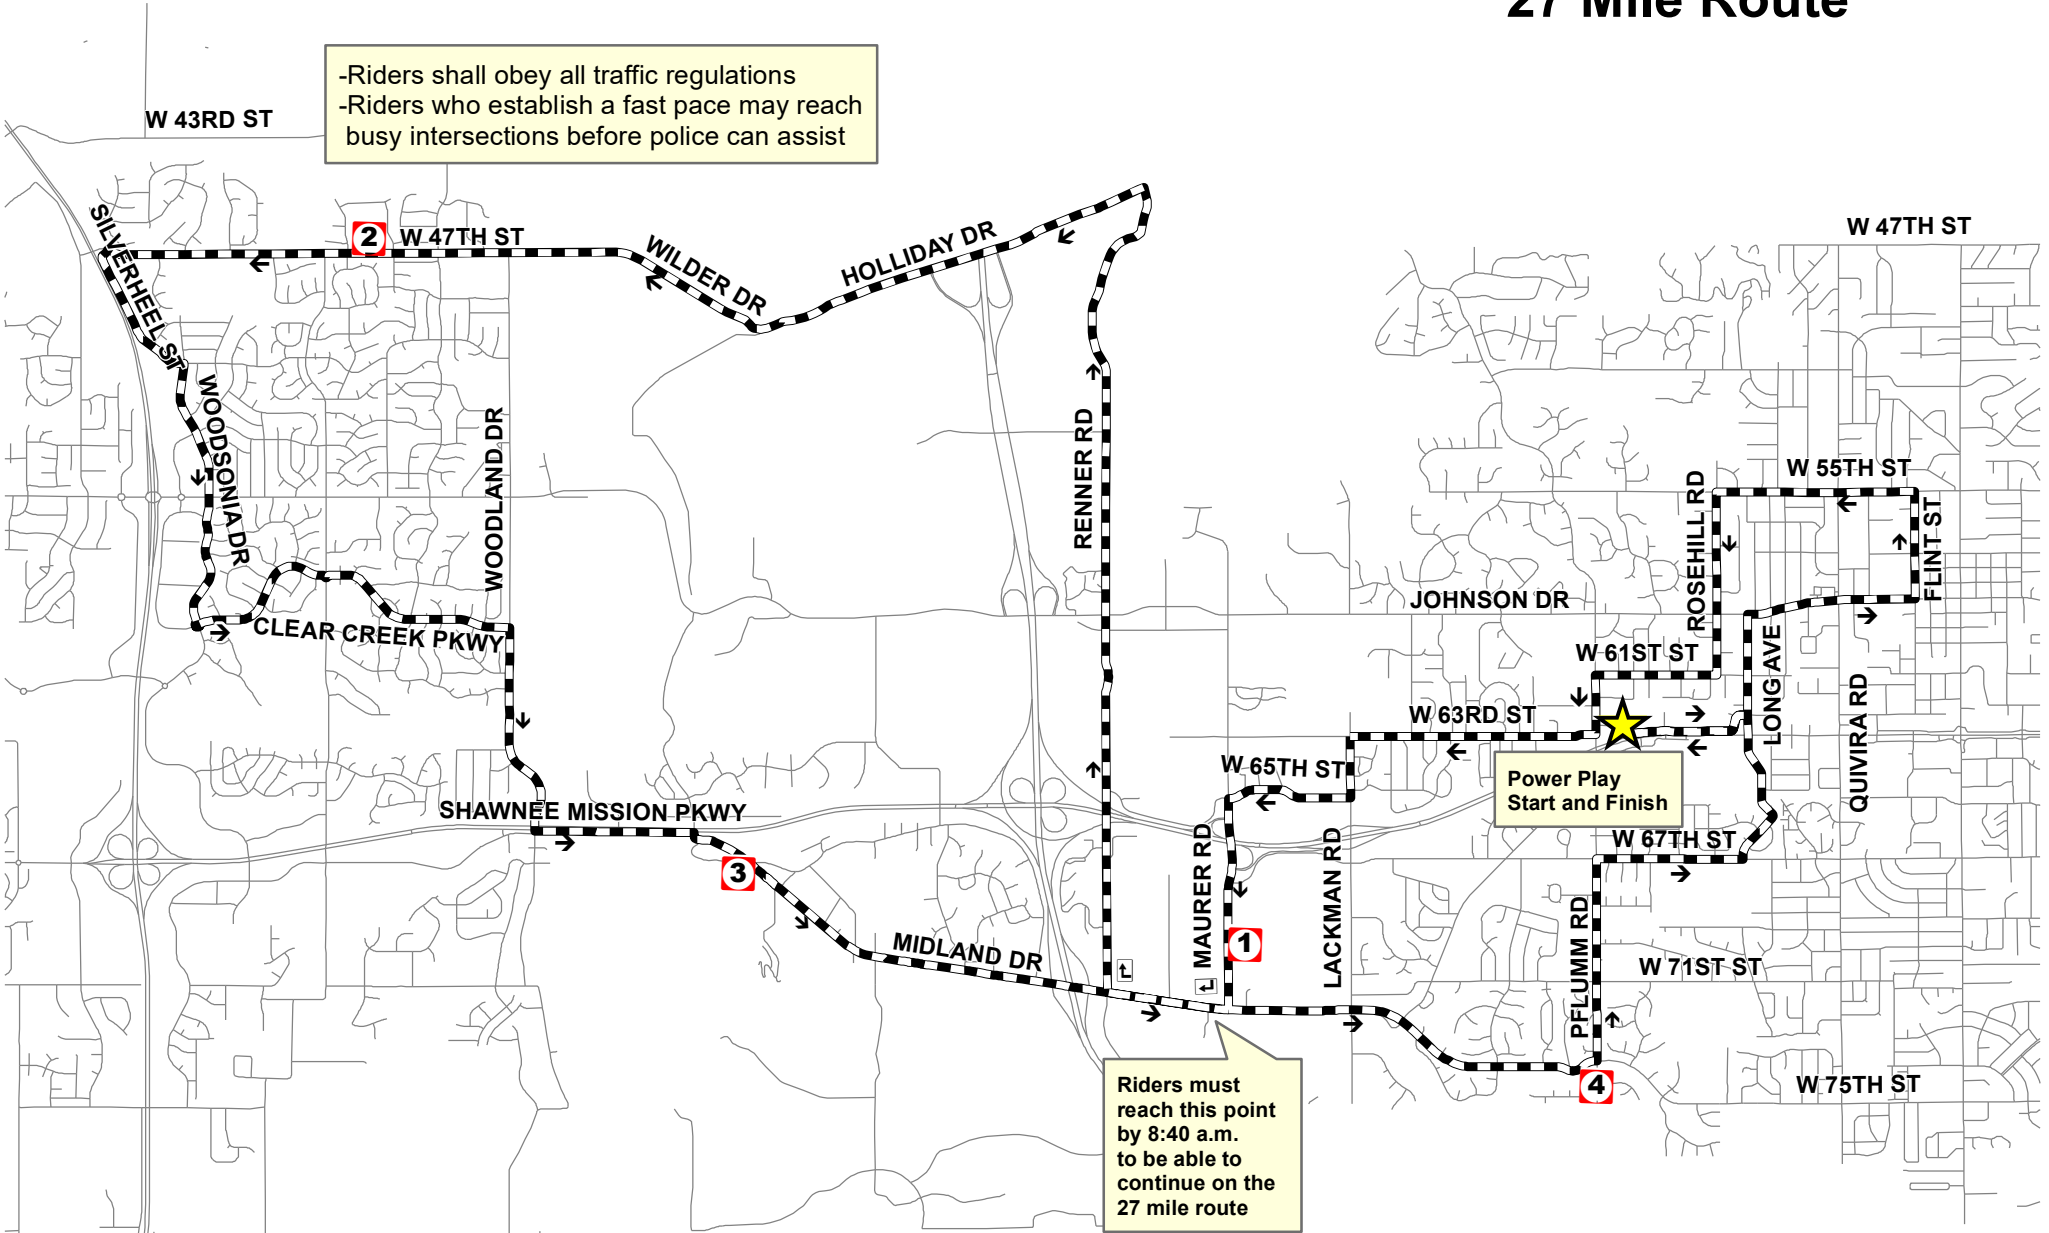 27 Mile Route
-Riders shall obey all traffic regulations
-Riders who establish a fast pace may reach
busy intersections before police can assist
W 43RD ST
SILVERHEEL ST
2
W 47TH ST
WILDER DR
HOLLIDAY DR
W 47TH ST
WOODSONIA DR
WOODLAND DR
RENNER RD
ROSEHILL RD
W 55TH ST
FLINT ST
JOHNSON DR
CLEAR CREEK PKWY
W 61ST ST
LONG AVE
QUIVIRA RD
W 63RD ST
W 65TH ST
Power Play
Start and Finish
SHAWNEE MISSION PKWY
W 67TH ST
3
MAURER RD
LACKMAN RD
PFLUMM RD
MIDLAND DR
1
W 71ST ST
4
W 75TH ST
Riders must
reach this point
by 8:40 a.m.
to be able to
continue on the
27 mile route